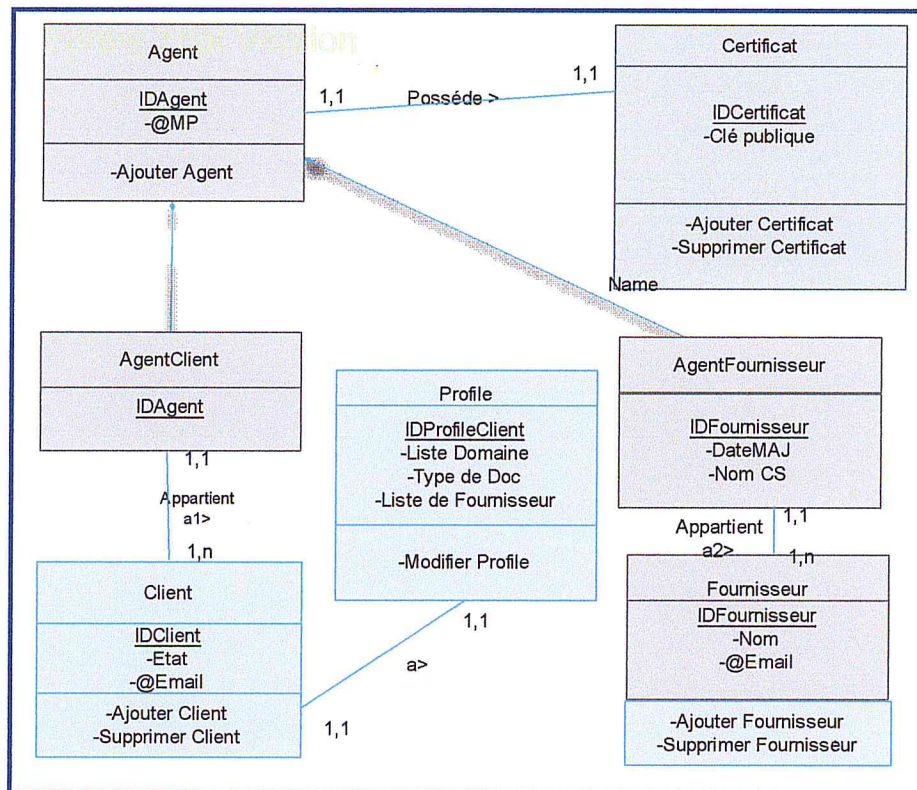 Agent
IDAgent
-@MP
-Ajouter Agent
1,1
Posséde >
1,1
Certificat
IDCertificat
-Clé publique
-Ajouter Certificat
-Supprimer Certificat
Name
AgentClient
IDAgent
1,1
Appartient
a1>
1,n
Profile
IDProfileClient
-Liste Domaine
-Type de Doc
-Liste de Fournisseur
-Modifier Profile
AgentFournisseur
IDFournisseur
-DateMAJ
-Nom CS
1,1
Appartient
a2>
1,n
Client
IDClient
-Etat
-@Email
-Ajouter Client
-Supprimer Client
1,1
a>
1,1
Fournisseur
IDFournisseur
-Nom
-@Email
-Ajouter Fournisseur
-Supprimer Fournisseur